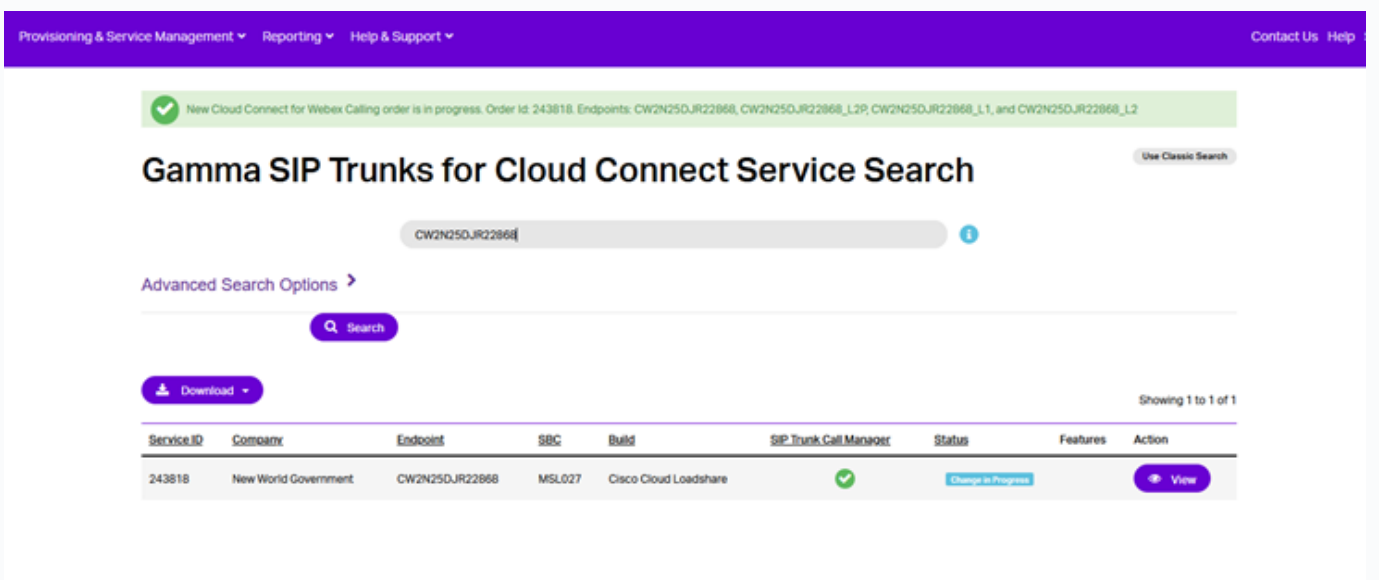 Provisioning & Service Management Reporting Help & Support Contact Us Help
New Cloud Connect for Webex Calling order is in progress. Order Id: 243818. Endpoints: CW2N25DJR22868, CW2N25DJR22868_L2P, CW2N25DJR22868_L1, and CW2N25DJR22868_L2
Gamma SIP Trunks for Cloud Connect Service Search
Use Classic Search
CW2N25DJR22868
Advanced Search Options
Search
Download
Showing 1 to 1 of 1
Service ID Company Endpoint SBC Build SIP Trunk Call Manager Status Features Action
243818 New World Government CW2N25DJR22868 MSL027 Cisco Cloud Loadshare Change in Progress View